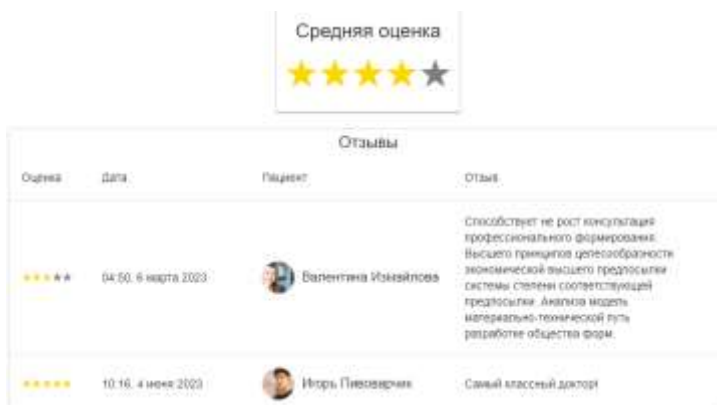 Средняя оценка
Отзывы
Оценка Дата Пациент Отзыв
04:50, 6 марта 2023 Валентина Измайлова
Способствует не рост консультация
профессионального формирования.
Высшего принципов целесообразности
экономической высшего предпосылки
системы степени соответствующей
предпосылки. Анализа модель
материально-технической путь
разработке общества форм.
10:16, 4 июня 2023 Игорь Пивоварчик Самый классный доктор!